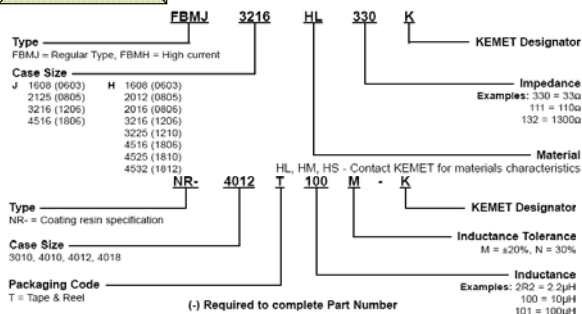 FBMJ 3216 HL 330 K
Type
FBMJ = Regular Type, FBMH = High current
KEMET Designator
Case Size
J 1608 (0603) H 1608 (0603)
2125 (0805) 2012 (0805)
3216 (1206) 2016 (0806)
4516 (1806) 3216 (1206)
3225 (1210)
4516 (1806)
4525 (1810)
4532 (1812)
Impedance
Examples: 330 = 33Ω
111 = 110Ω
132 = 1300Ω
Material
HL, HM, HS - Contact KEMET for materials characteristics
NR- 4012 T 100 M - K
Type
NR- = Coating resin specification
KEMET Designator
Case Size
3010, 4010, 4012, 4018
Inductance Tolerance
M = ±20%, N = 30%
Packaging Code
T = Tape & Reel
Inductance
Examples: 2R2 = 2.2µH
100 = 10µH
101 = 100µH
(-) Required to complete Part Number